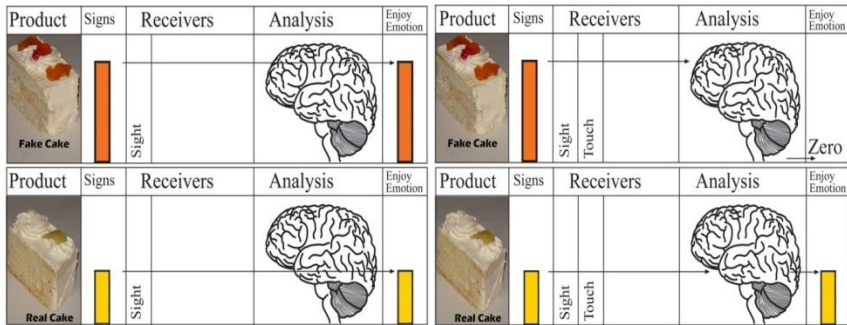 Product Signs Receivers Analysis Enjoy Emotion
Sight
Fake Cake
Product Signs Receivers Analysis Enjoy Emotion
Sight
Touch
Fake Cake
Zero
Product Signs Receivers Analysis Enjoy Emotion
Sight
Real Cake
Product Signs Receivers Analysis Enjoy Emotion
Sight
Touch
Real Cake